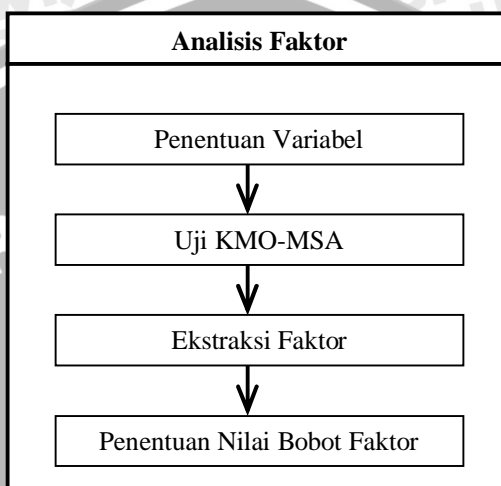 Analisis Faktor
Penentuan Variabel
Uji KMO-MSA
Ekstraksi Faktor
Penentuan Nilai Bobot Faktor